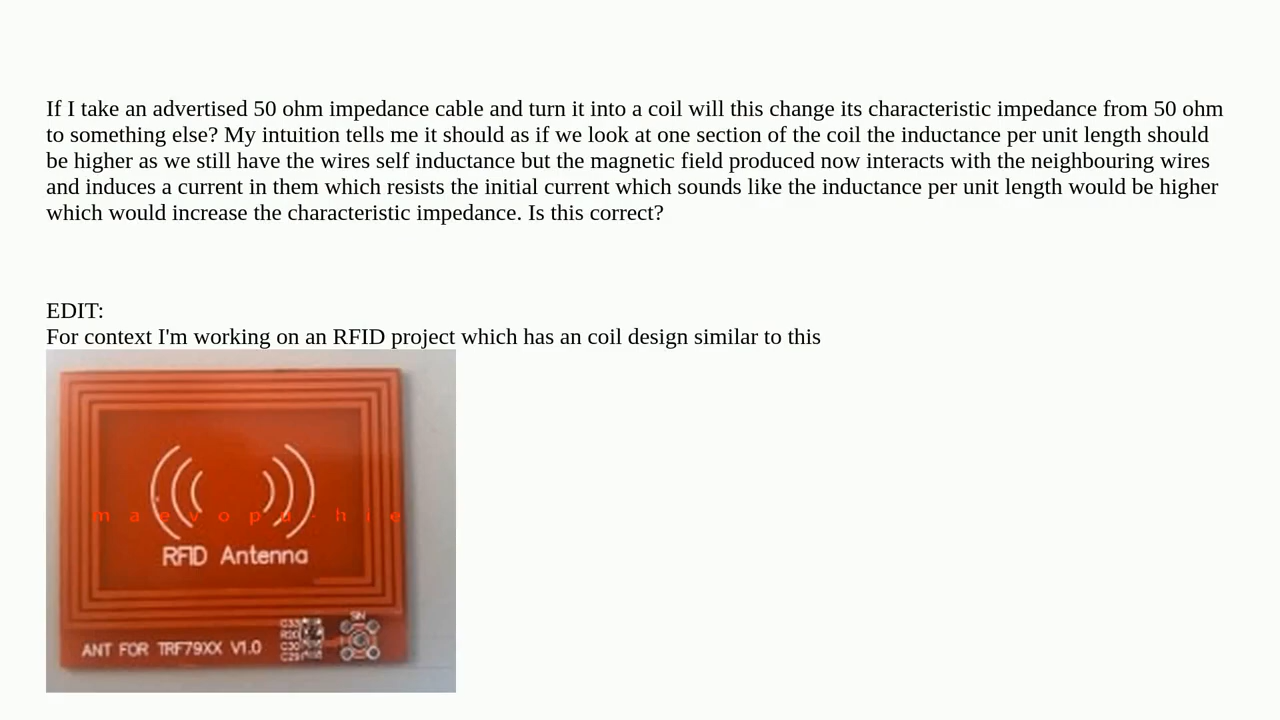 If I take an advertised 50 ohm impedance cable and turn it into a coil will this change its characteristic impedance from 50 ohm
to something else? My intuition tells me it should as if we look at one section of the coil the inductance per unit length should
be higher as we still have the wires self inductance but the magnetic field produced now interacts with the neighbouring wires
and induces a current in them which resists the initial current which sounds like the inductance per unit length would be higher
which would increase the characteristic impedance. Is this correct?
EDIT:
For context I'm working on an RFID project which has an coil design similar to this
m a e v o p u - h i e
RFID Antenna
SN
C33
R20
C30
C29
ANT FOR TRF79XX V1.0